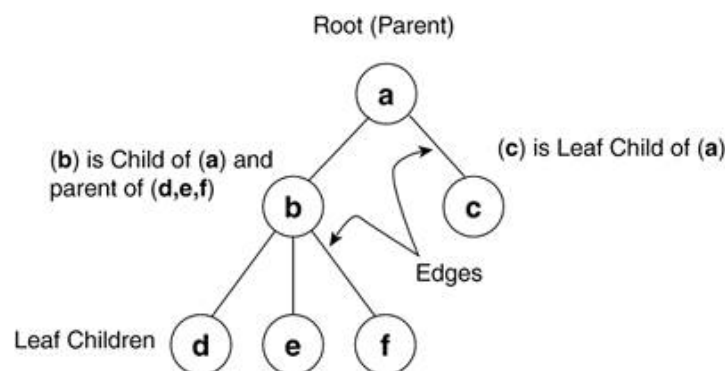 Root (Parent)
a
(b) is Child of (a) and
parent of (d,e,f)
(c) is Leaf Child of (a)
b
c
Edges
Leaf Children
d
e
f